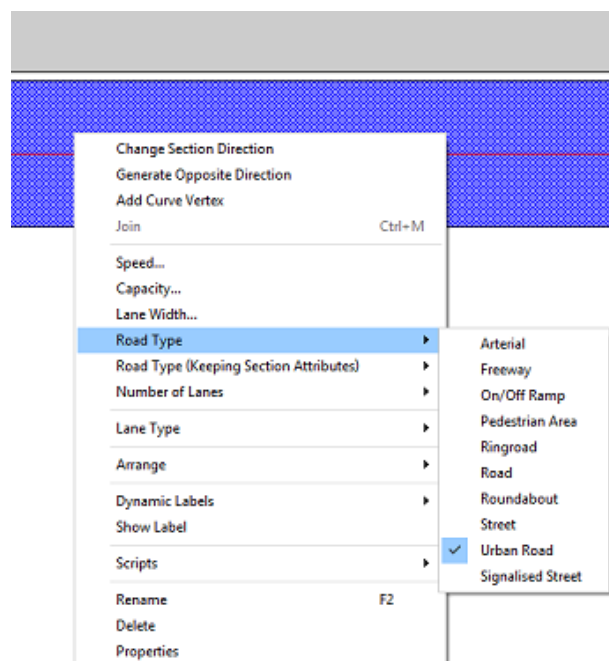 Change Section Direction
Generate Opposite Direction
Add Curve Vertex
Join Ctrl+M
Speed...
Capacity...
Lane Width...
Road Type
Road Type (Keeping Section Attributes)
Number of Lanes
Lane Type
Arrange
Dynamic Labels
Show Label
Scripts
Rename F2
Delete
Properties
Arterial
Freeway
On/Off Ramp
Pedestrian Area
Ringroad
Road
Roundabout
Street
Urban Road
Signalised Street